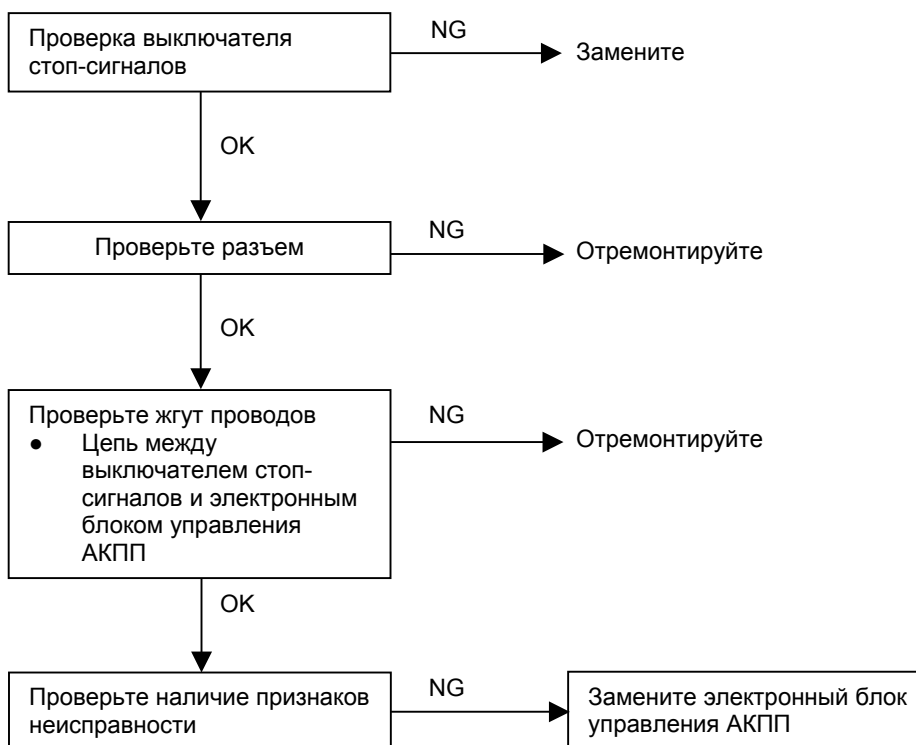 Проверка выключателя
стоп-сигналов
NG
Замените
OK
Проверьте разъем
NG
Отремонтируйте
OK
Проверьте жгут проводов
● Цепь между
выключателем стоп-
сигналов и электронным
блоком управления
АКПП
NG
Отремонтируйте
OK
Проверьте наличие признаков
неисправности
NG
Замените электронный блок
управления АКПП